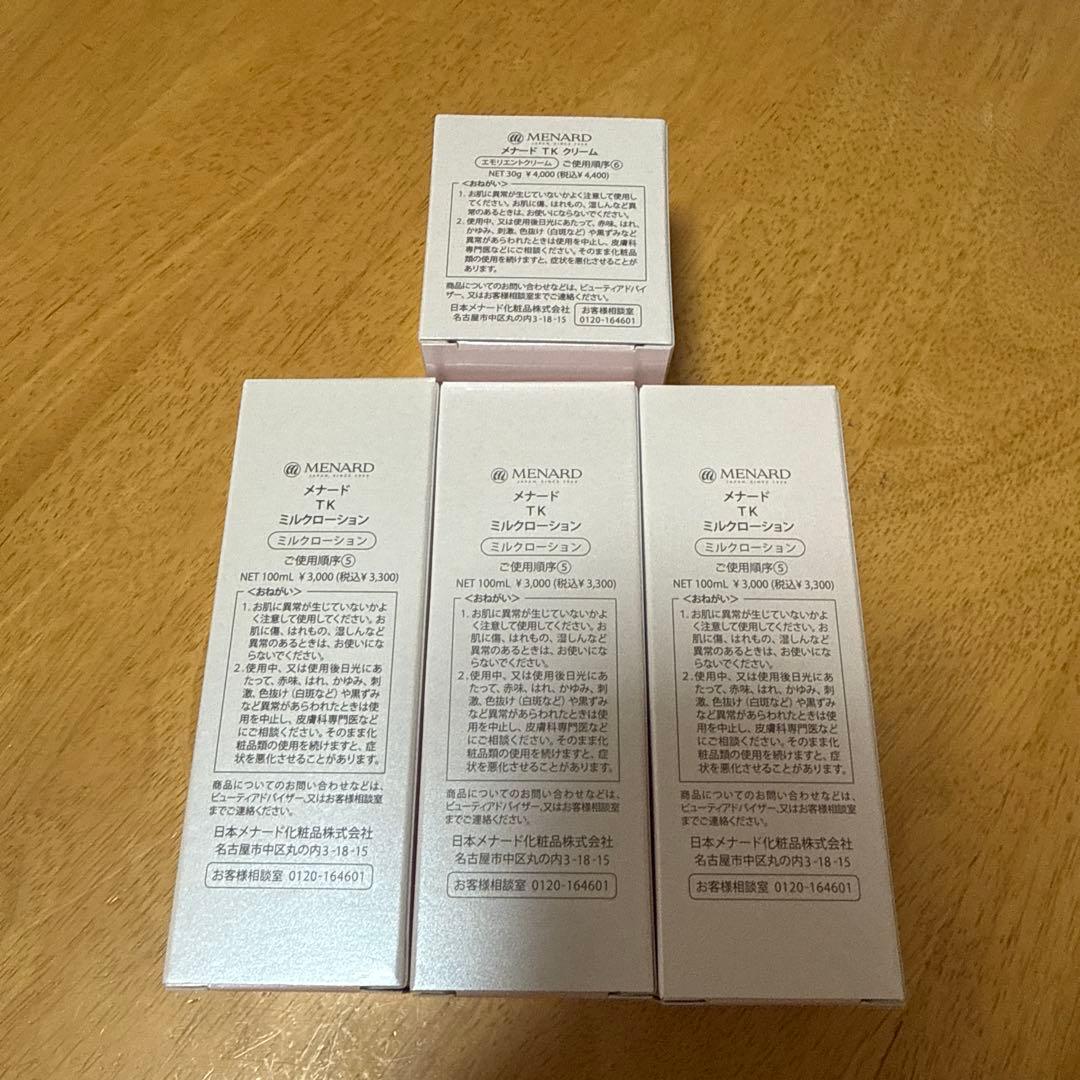 MENARD
JAPAN, SINCE 1959
メナード TK クリーム
エモリエントクリーム ご使用順序⑥
NET 30g ¥4,000 (税込¥4,400)
<おねがい>
1. お肌に異常が生じていないかよく注意して使用し
てください。お肌に傷、はれもの、湿しんなど異
常のあるときは、お使いにならないでください。
2. 使用中、又は使用後日光にあたって、赤味、はれ、
かゆみ、刺激、色抜け(白斑など)や黒ずみなど
異常があらわれたときは使用を中止し、皮膚科
専門医などにご相談ください。そのまま化粧品
類の使用を続けますと、症状を悪化させることが
あります。
商品についてのお問い合わせなどは、ビューティアドバイ
ザー、又はお客様相談室までご連絡ください。
日本メナード化粧品株式会社
名古屋市中区丸の内3-18-15
お客様相談室
0120-164601
MENARD
JAPAN, SINCE 1959
メナード
TK
ミルクローション
ミルクローション
ご使用順序⑤
NET 100mL ¥3,000 (税込¥3,300)
<おねがい>
1. お肌に異常が生じていないかよ
く注意して使用してください。お
肌に傷、はれもの、湿しんなど
異常のあるときは、お使いにな
らないでください。
2. 使用中、又は使用後日光にあ
たって、赤味、はれ、かゆみ、刺
激、色抜け(白斑など)や黒ずみ
など異常があらわれたときは使
用を中止し、皮膚科専門医など
にご相談ください。そのまま化
粧品類の使用を続けますと、症
状を悪化させることがあります。
商品についてのお問い合わせなどは、
ビューティアドバイザー、又はお客様相談室
までご連絡ください。
日本メナード化粧品株式会社
名古屋市中区丸の内3-18-15
お客様相談室 0120-164601
MENARD
JAPAN, SINCE 1959
メナード
TK
ミルクローション
ミルクローション
ご使用順序⑤
NET 100mL ¥3,000 (税込¥3,300)
<おねがい>
1. お肌に異常が生じていないかよ
く注意して使用してください。お
肌に傷、はれもの、湿しんなど
異常のあるときは、お使いにな
らないでください。
2. 使用中、又は使用後日光にあ
たって、赤味、はれ、かゆみ、刺
激、色抜け(白斑など)や黒ずみ
など異常があらわれたときは使
用を中止し、皮膚科専門医など
にご相談ください。そのまま化
粧品類の使用を続けますと、症
状を悪化させることがあります。
商品についてのお問い合わせなどは、
ビューティアドバイザー、又はお客様相談室
までご連絡ください。
日本メナード化粧品株式会社
名古屋市中区丸の内3-18-15
お客様相談室 0120-164601
MENARD
JAPAN, SINCE 1959
メナード
TK
ミルクローション
ミルクローション
ご使用順序⑤
NET 100mL ¥3,000 (税込¥3,300)
<おねがい>
1. お肌に異常が生じていないかよ
く注意して使用してください。お
肌に傷、はれもの、湿しんなど
異常のあるときは、お使いにな
らないでください。
2. 使用中、又は使用後日光にあ
たって、赤味、はれ、かゆみ、刺
激、色抜け(白斑など)や黒ずみ
など異常があらわれたときは使
用を中止し、皮膚科専門医など
にご相談ください。そのまま化
粧品類の使用を続けますと、症
状を悪化させることがあります。
商品についてのお問い合わせなどは、
ビューティアドバイザー、又はお客様相談室
までご連絡ください。
日本メナード化粧品株式会社
名古屋市中区丸の内3-18-15
お客様相談室 0120-164601